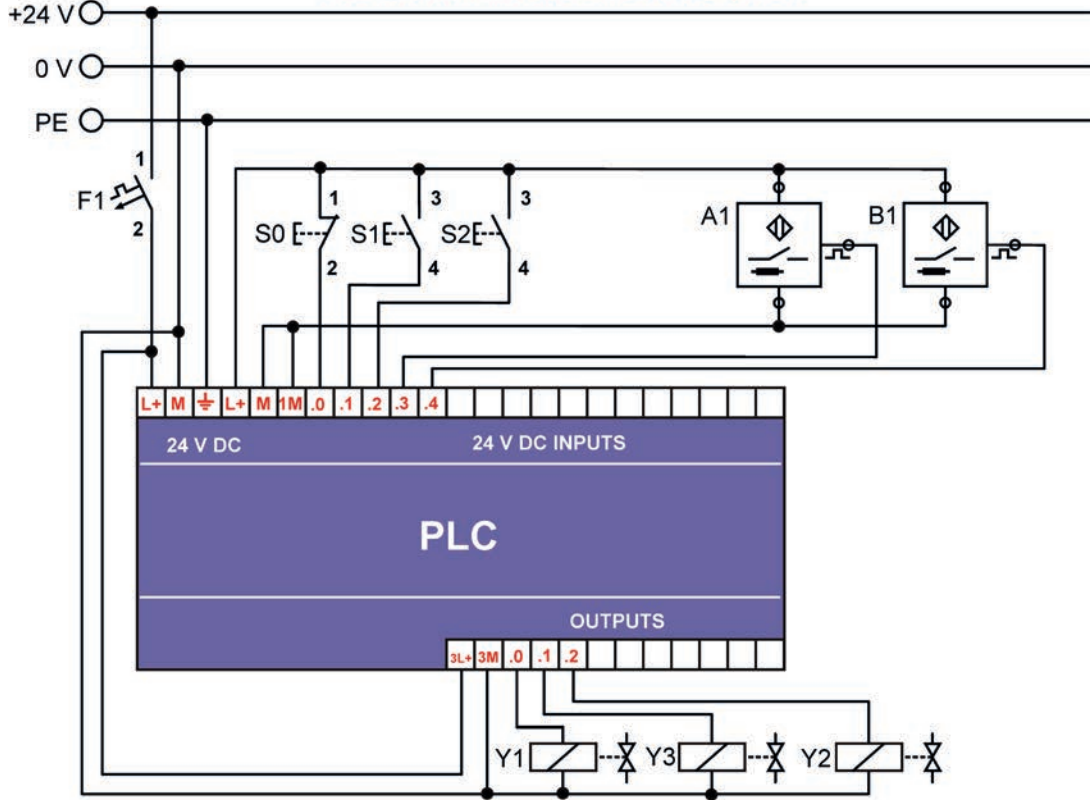 +24 V
0 V
PE
1
F1
2
1
S0
2
3
S1
4
3
S2
4
A1
B1
L+ M L+ M 1M .0 .1 .2 .3 .4
24 V DC
24 V DC INPUTS
PLC
OUTPUTS
3L+ 3M .0 .1 .2
Y1
Y3
Y2